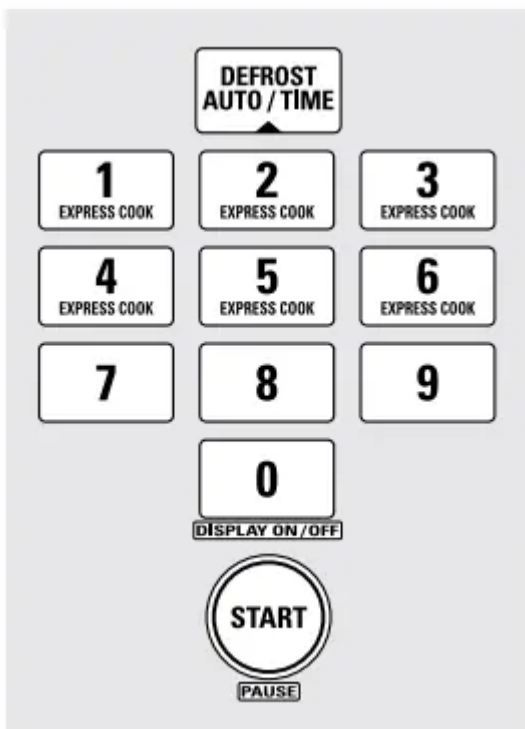 DEFROST
AUTO / TIME
1 2 3
EXPRESS COOK EXPRESS COOK EXPRESS COOK
4 5 6
EXPRESS COOK EXPRESS COOK EXPRESS COOK
7 8 9
0
DISPLAY ON / OFF
START
PAUSE